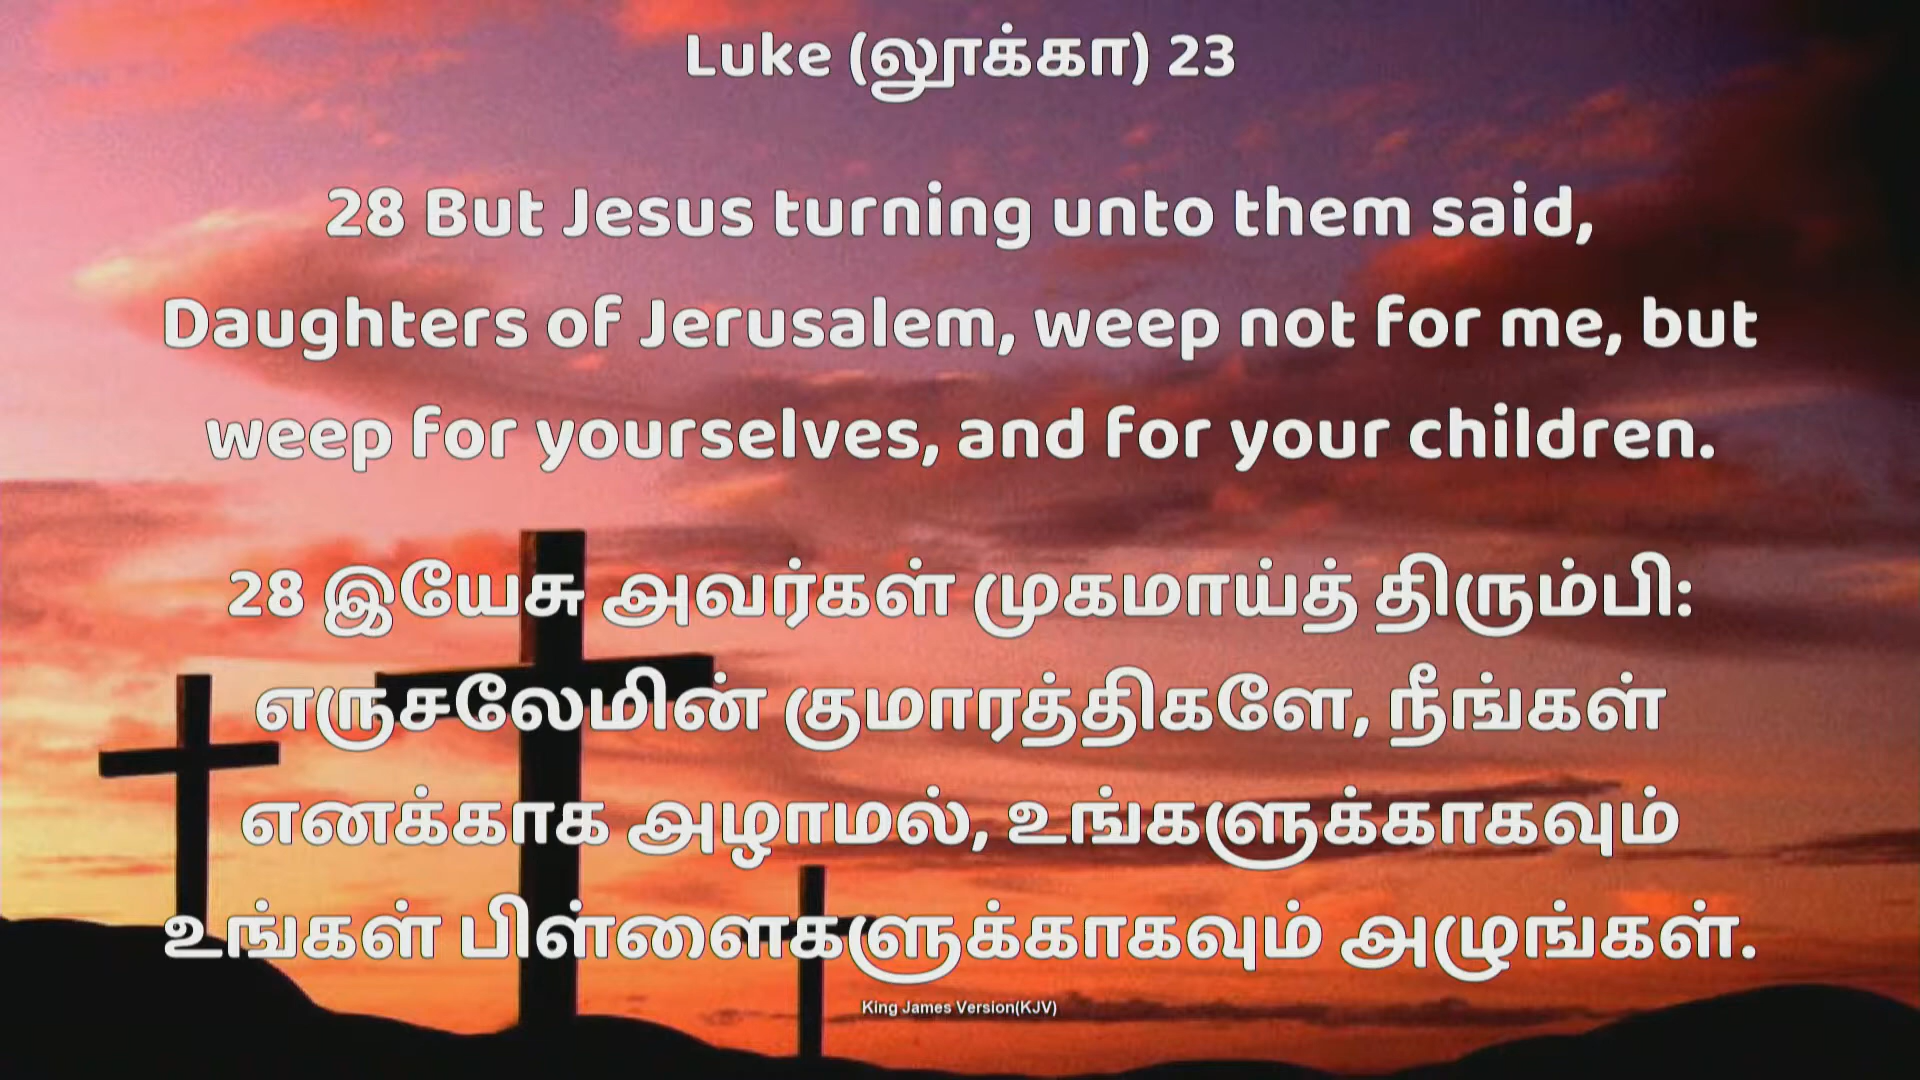 Luke (லூக்கா) 23
28 But Jesus turning unto them said,
Daughters of Jerusalem, weep not for me, but
weep for yourselves, and for your children.
28 இயேசு அவர்கள் முகமாய்த் திரும்பி:
எருசலேமின் குமாரத்திகளே, நீங்கள்
எனக்காக அழாமல், உங்களுக்காகவும்
உங்கள் பிள்ளைகளுக்காகவும் அழுங்கள்.
King James Version(KJV)